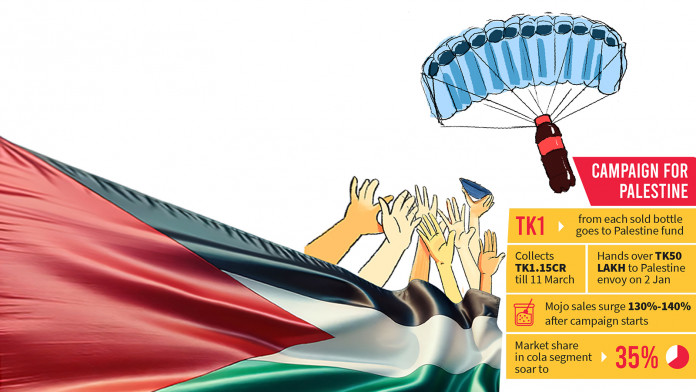 CAMPAIGN FOR
PALESTINE
TK1
from each sold bottle
goes to Palestine fund
Collects
TK1.15CR
till 11 March
Hands over TK50
LAKH to Palestine
envoy on 2 Jan
Mojo sales surge 130%-140%
after campaign starts
Market share
in cola segment
soar to
35%